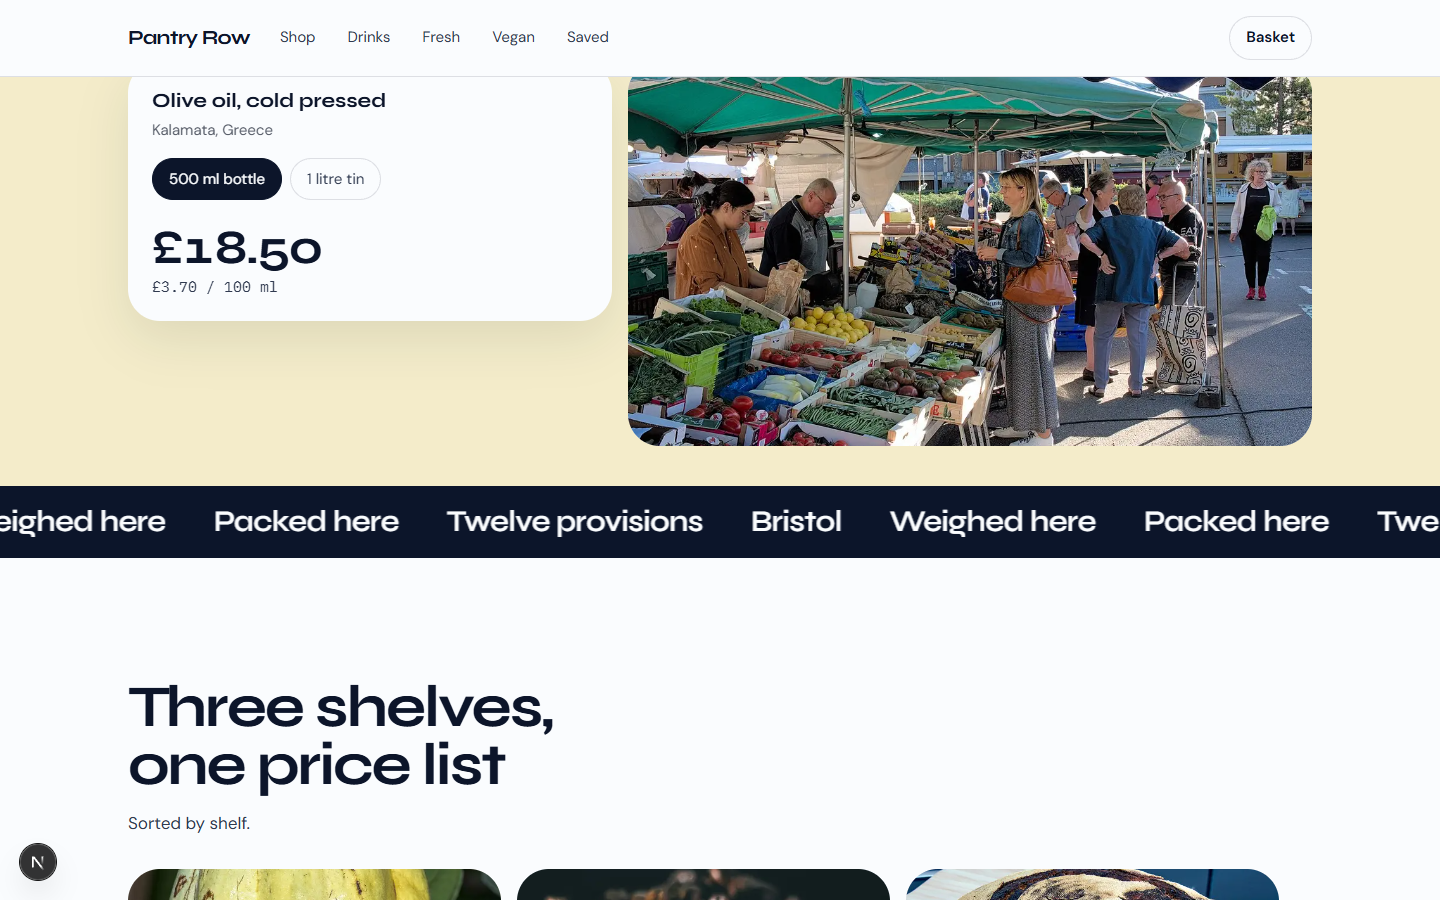 Pantry Row
Shop
Drinks
Fresh
Vegan
Saved
Basket
Olive oil, cold pressed
Kalamata, Greece
500 ml bottle
1 litre tin
£18.50
£3.70 / 100 ml
eighed here Packed here Twelve provisions Bristol Weighed here Packed here Twe
Three shelves,
one price list
Sorted by shelf.
N